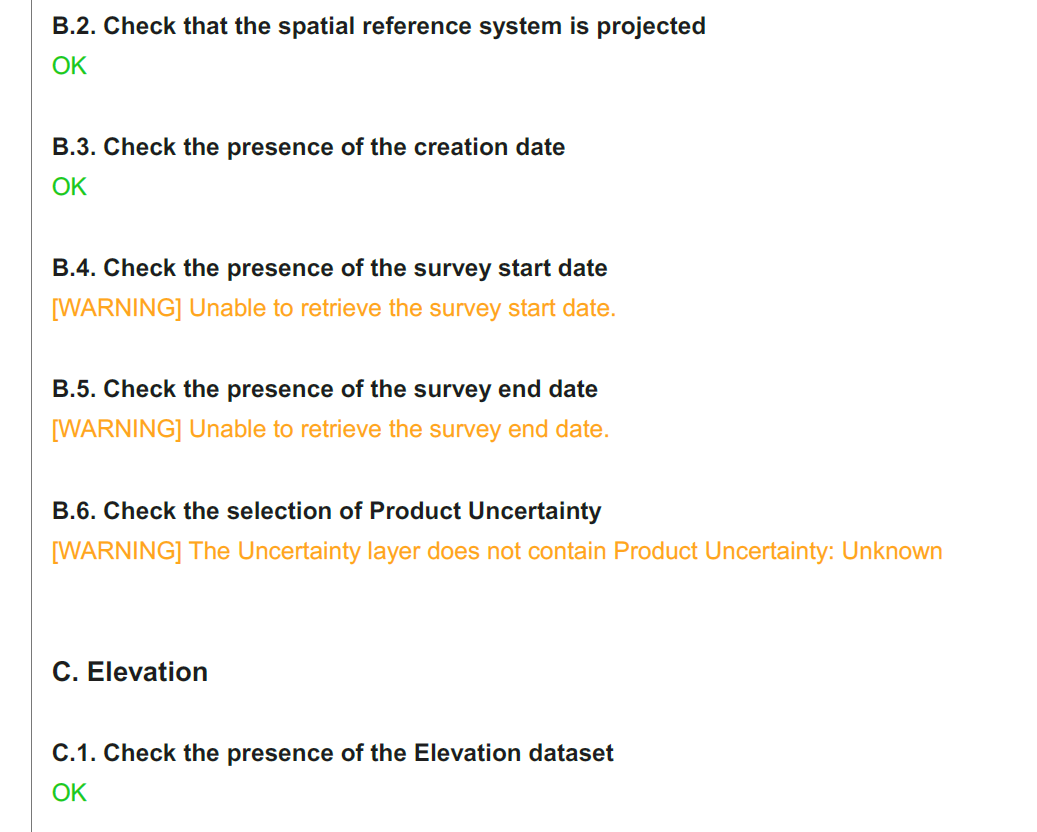 B.2. Check that the spatial reference system is projected
OK
B.3. Check the presence of the creation date
OK
B.4. Check the presence of the survey start date
[WARNING] Unable to retrieve the survey start date.
B.5. Check the presence of the survey end date
[WARNING] Unable to retrieve the survey end date.
B.6. Check the selection of Product Uncertainty
[WARNING] The Uncertainty layer does not contain Product Uncertainty: Unknown
C. Elevation
C.1. Check the presence of the Elevation dataset
OK